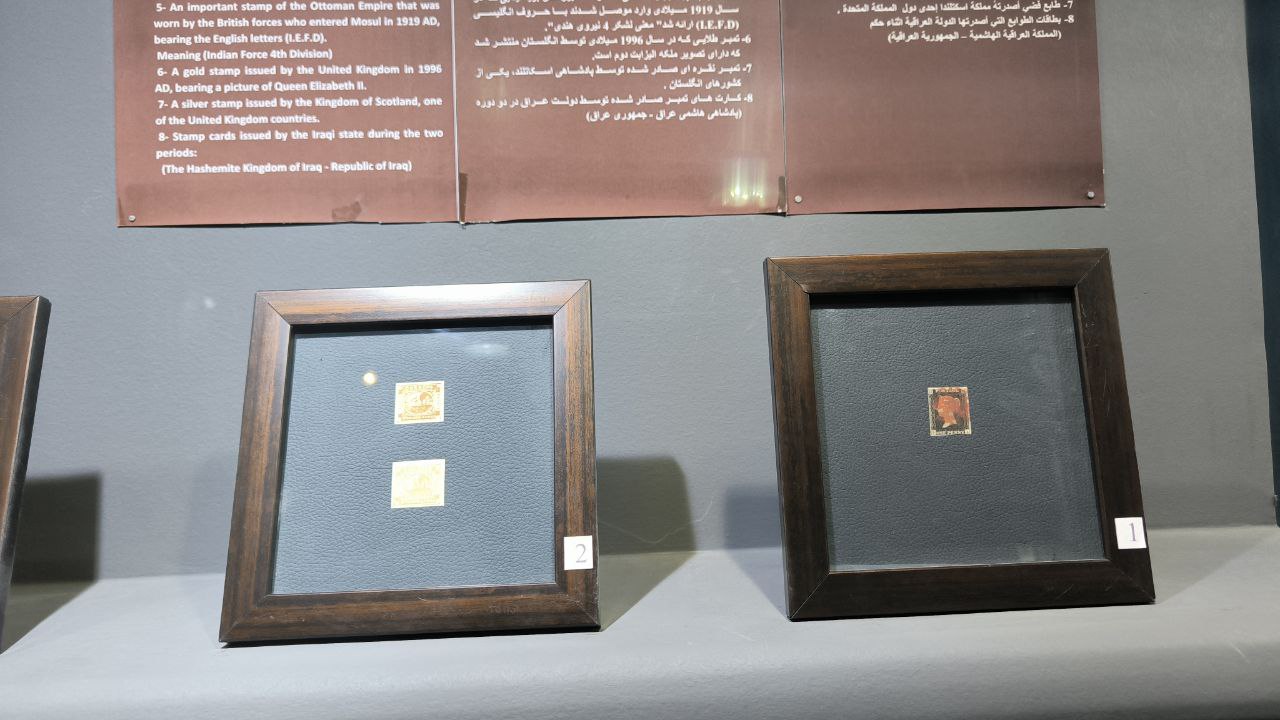 5- An important stamp of the Ottoman Empire that was
worn by the British forces who entered Mosul in 1919 AD,
bearing the English letters (I.E.F.D).
Meaning (Indian Force 4th Division)
6- A gold stamp issued by the United Kingdom in 1996
AD, bearing a picture of Queen Elizabeth II.
7- A silver stamp issued by the Kingdom of Scotland, one
of the United Kingdom countries.
8- Stamp cards issued by the Iraqi state during the two
periods:
(The Hashemite Kingdom of Iraq - Republic of Iraq)
سال 1919 میلادی وارد موصل شدند با حروف انگلیسی
(I.E.F.D) ارائه شد" معنی لشگر 4 نیروی هندی".
6- تمبر طلایی که در سال 1996 میلادی توسط انگلستان منتشر شد
که دارای تصویر ملکه الیزابت دوم است.
7- تمبر نقره ای صادر شده توسط پادشاهی اسکاتلند، یکی از
کشورهای انگلستان .
8- کارت های تمبر صادر شده توسط دولت عراق در دو دوره
(پادشاهی هاشمی عراق - جمهوری عراق)
7- طابع فضي أصدرته مملكة اسكتلندا إحدى دول المملكة المتحدة .
8- بطاقات الطوابع التي أصدرتها الدولة العراقية اثناء حكم
(المملكة العراقية الهاشمية – الجمهورية العراقية)
2
1